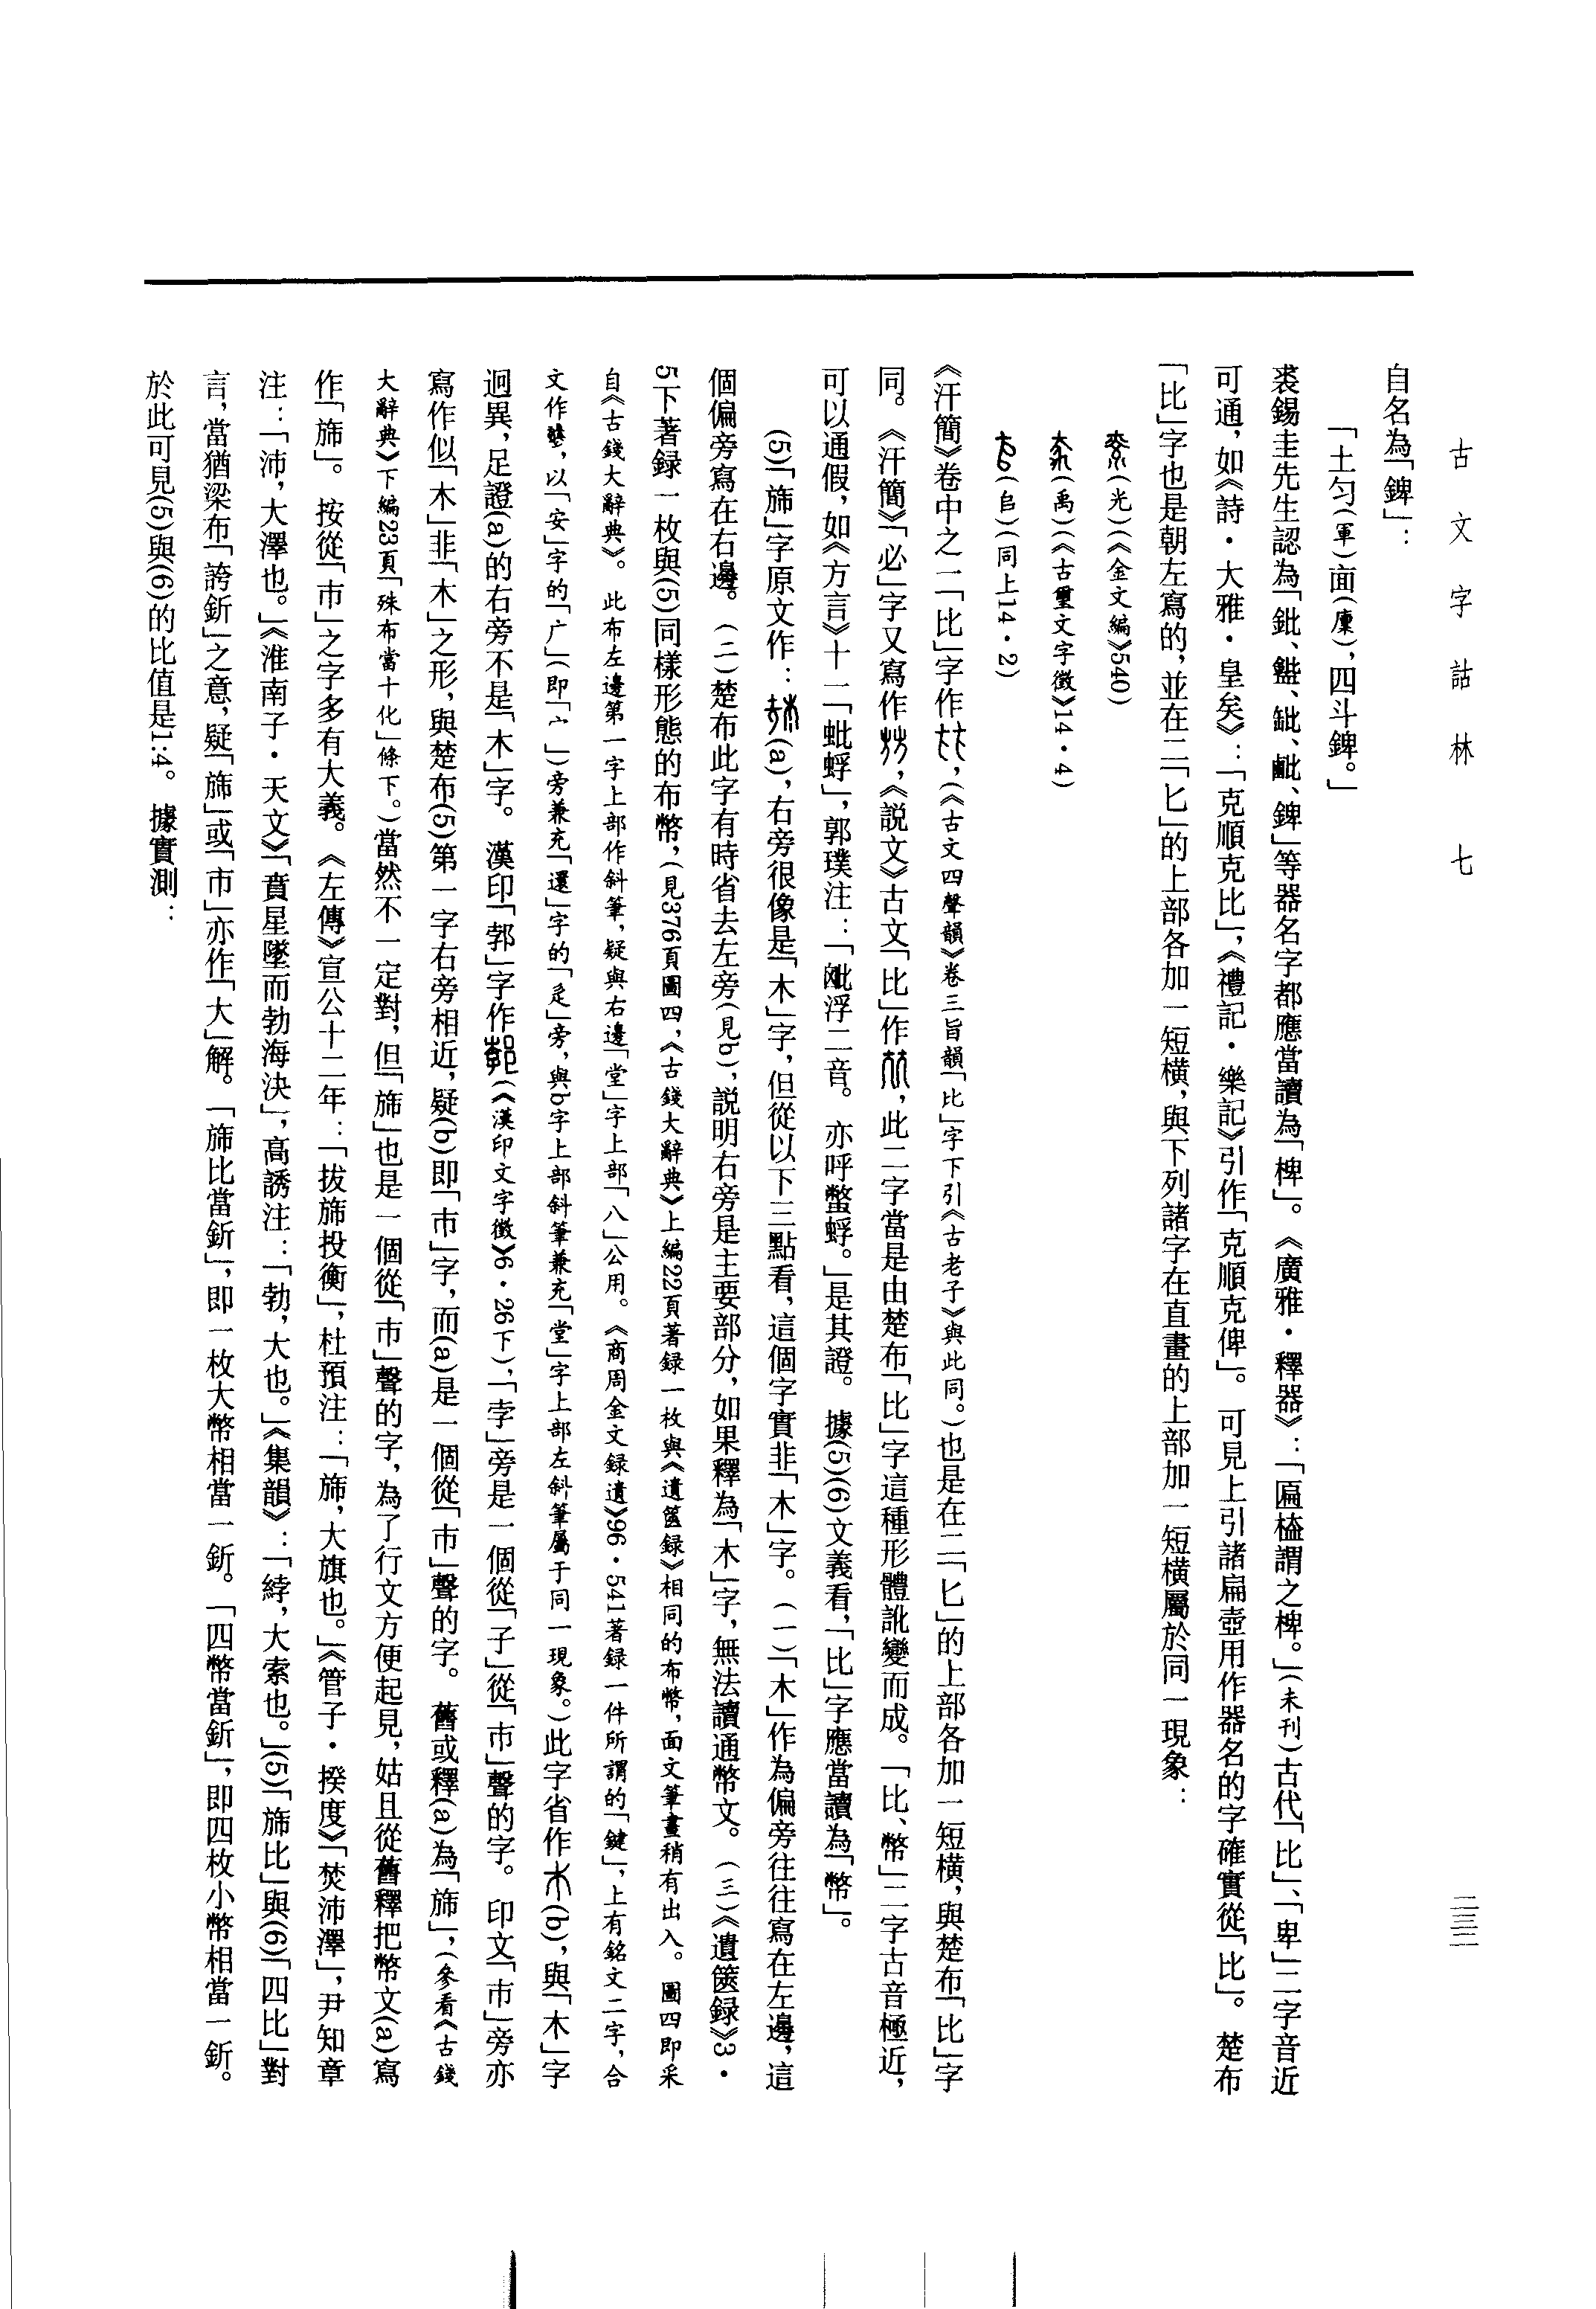 古文字詁林 七
二三二
自名為「錍」：
「土勻（軍）面（廩），四斗錍。」
裘錫圭先生認為「鈚、鎞、鈚、錍」等器名字都應當讀為「椑」。《廣雅·釋器》：「匾榼謂之椑。」（未刊）古代「比」、「卑」二字音近
可通，如《詩·大雅·皇矣》：「克順克比」，《禮記·樂記》引作「克順克俾」。可見上引諸扁壺用作器名的字確實從「比」。楚布
「比」字也是朝左寫的，並在二「匕」的上部各加一短橫，與下列諸字在直畫的上部加一短橫屬於同一現象：
（光）（《金文編》540）
（禹）（《古璽文字徵》14·4）
（㠯）（同上14·2）
《汗簡》卷中之二「比」字作，（《古文四聲韻》卷三旨韻「比」字下引《古老子》與此同。）也是在二「匕」的上部各加一短橫，與楚布「比」字
同。《汗簡》「必」字又寫作，《説文》古文「比」作，此二字當是由楚布「比」字這種形體訛變而成。「比、幣」二字古音極近，
可以通假，如《方言》十一「蚍蜉」，郭璞注：「毗浮二音。亦呼蟞蜉。」是其證。據(5)(6)文義看，「比」字應當讀為「幣」。
(5)「旆」字原文作：(a)，右旁很像是「木」字，但從以下三點看，這個字實非「木」字。（一）「木」作為偏旁往往寫在左邊，這
個偏旁寫在右邊。（二）楚布此字有時省去左旁（見b），説明右旁是主要部分，如果釋為「木」字，無法讀通幣文。（三）《遺篋録》3·
5下著録一枚與(5)同樣形態的布幣，（見376頁圖四，《古錢大辭典》上編22頁著録一枚與《遺篋録》相同的布幣，面文筆畫稍有出入。圖四即采
自《古錢大辭典》。此布左邊第一字上部作斜筆，疑與右邊「堂」字上部「八」公用。《商周金文録遺》96·541著録一件所謂的「鍵」，上有銘文二字，合
文作，以「安」字的「广」（即「宀」）旁兼充「還」字的「辵」旁，與b字上部斜筆兼充「堂」字上部左斜筆屬于同一現象。）此字省作(b)，與「木」字
迥異，足證(a)的右旁不是「木」字。漢印「郭」字作（《漢印文字徵》6·26下），「孛」旁是一個從「子」從「巿」聲的字。印文「巿」旁亦
寫作似「木」非「木」之形，與楚布(5)第一字右旁相近，疑(b)即「巿」字，而(a)是一個從「巿」聲的字。舊或釋(a)為「旆」，（參看《古錢
大辭典》下編23頁「殊布當十化」條下。）當然不一定對，但「旆」也是一個從「巿」聲的字，為了行文方便起見，姑且從舊釋把幣文(a)寫
作「旆」。按從「巿」之字多有大義。《左傳》宣公十二年：「拔旆投衡」，杜預注：「旆，大旗也。」《管子·揆度》「焚沛澤」，尹知章
注：「沛，大澤也。」《淮南子·天文》「賁星墜而勃海決」，高誘注：「勃，大也。」《集韻》：「綍，大索也。」(5)「旆比」與(6)「四比」對
言，當猶梁布「誇釿」之意，疑「旆」或「巿」亦作「大」解。「旆比當釿」，即一枚大幣相當一釿。「四幣當釿」，即四枚小幣相當一釿。
於此可見(5)與(6)的比值是1:4。據實測：